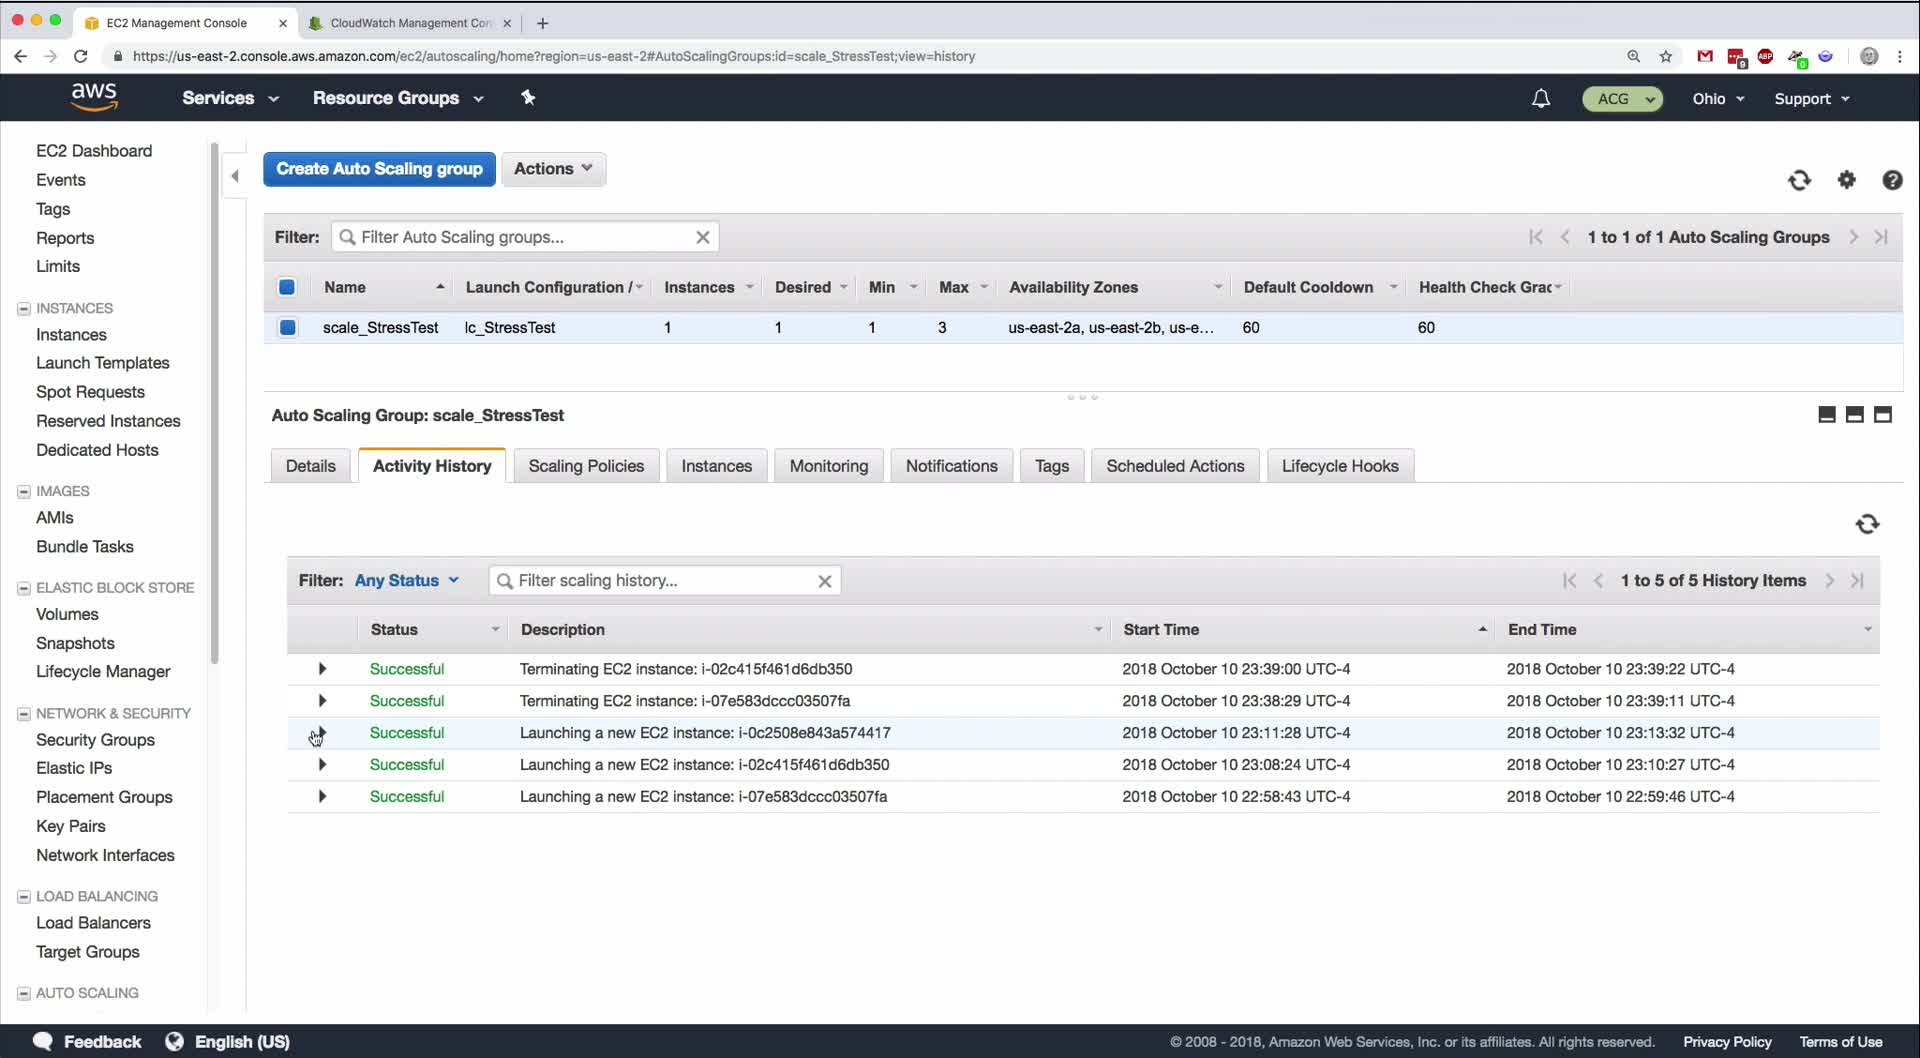 EC2 Management Console
CloudWatch Management Con
https://us-east-2.console.aws.amazon.com/ec2/autoscaling/home?region=us-east-2#AutoScalingGroups:id=scale_StressTest;view=history
9
ABP
0
aws
Services
Resource Groups
ACG
Ohio
Support
EC2 Dashboard
Events
Tags
Reports
Limits
INSTANCES
Instances
Launch Templates
Spot Requests
Reserved Instances
Dedicated Hosts
IMAGES
AMIs
Bundle Tasks
ELASTIC BLOCK STORE
Volumes
Snapshots
Lifecycle Manager
NETWORK & SECURITY
Security Groups
Elastic IPs
Placement Groups
Key Pairs
Network Interfaces
LOAD BALANCING
Load Balancers
Target Groups
AUTO SCALING
Create Auto Scaling group
Actions
Filter: Filter Auto Scaling groups...
1 to 1 of 1 Auto Scaling Groups
Name Launch Configuration / Instances Desired Min Max Availability Zones Default Cooldown Health Check Grac
scale_StressTest lc_StressTest 1 1 1 3 us-east-2a, us-east-2b, us-e... 60 60
Auto Scaling Group: scale_StressTest
Details Activity History Scaling Policies Instances Monitoring Notifications Tags Scheduled Actions Lifecycle Hooks
Filter: Any Status Filter scaling history... 1 to 5 of 5 History Items
Status Description Start Time End Time
Successful Terminating EC2 instance: i-02c415f461d6db350 2018 October 10 23:39:00 UTC-4 2018 October 10 23:39:22 UTC-4
Successful Terminating EC2 instance: i-07e583dccc03507fa 2018 October 10 23:38:29 UTC-4 2018 October 10 23:39:11 UTC-4
Successful Launching a new EC2 instance: i-0c2508e843a574417 2018 October 10 23:11:28 UTC-4 2018 October 10 23:13:32 UTC-4
Successful Launching a new EC2 instance: i-02c415f461d6db350 2018 October 10 23:08:24 UTC-4 2018 October 10 23:10:27 UTC-4
Successful Launching a new EC2 instance: i-07e583dccc03507fa 2018 October 10 22:58:43 UTC-4 2018 October 10 22:59:46 UTC-4
Feedback English (US)
© 2008 - 2018, Amazon Web Services, Inc. or its affiliates. All rights reserved. Privacy Policy Terms of Use